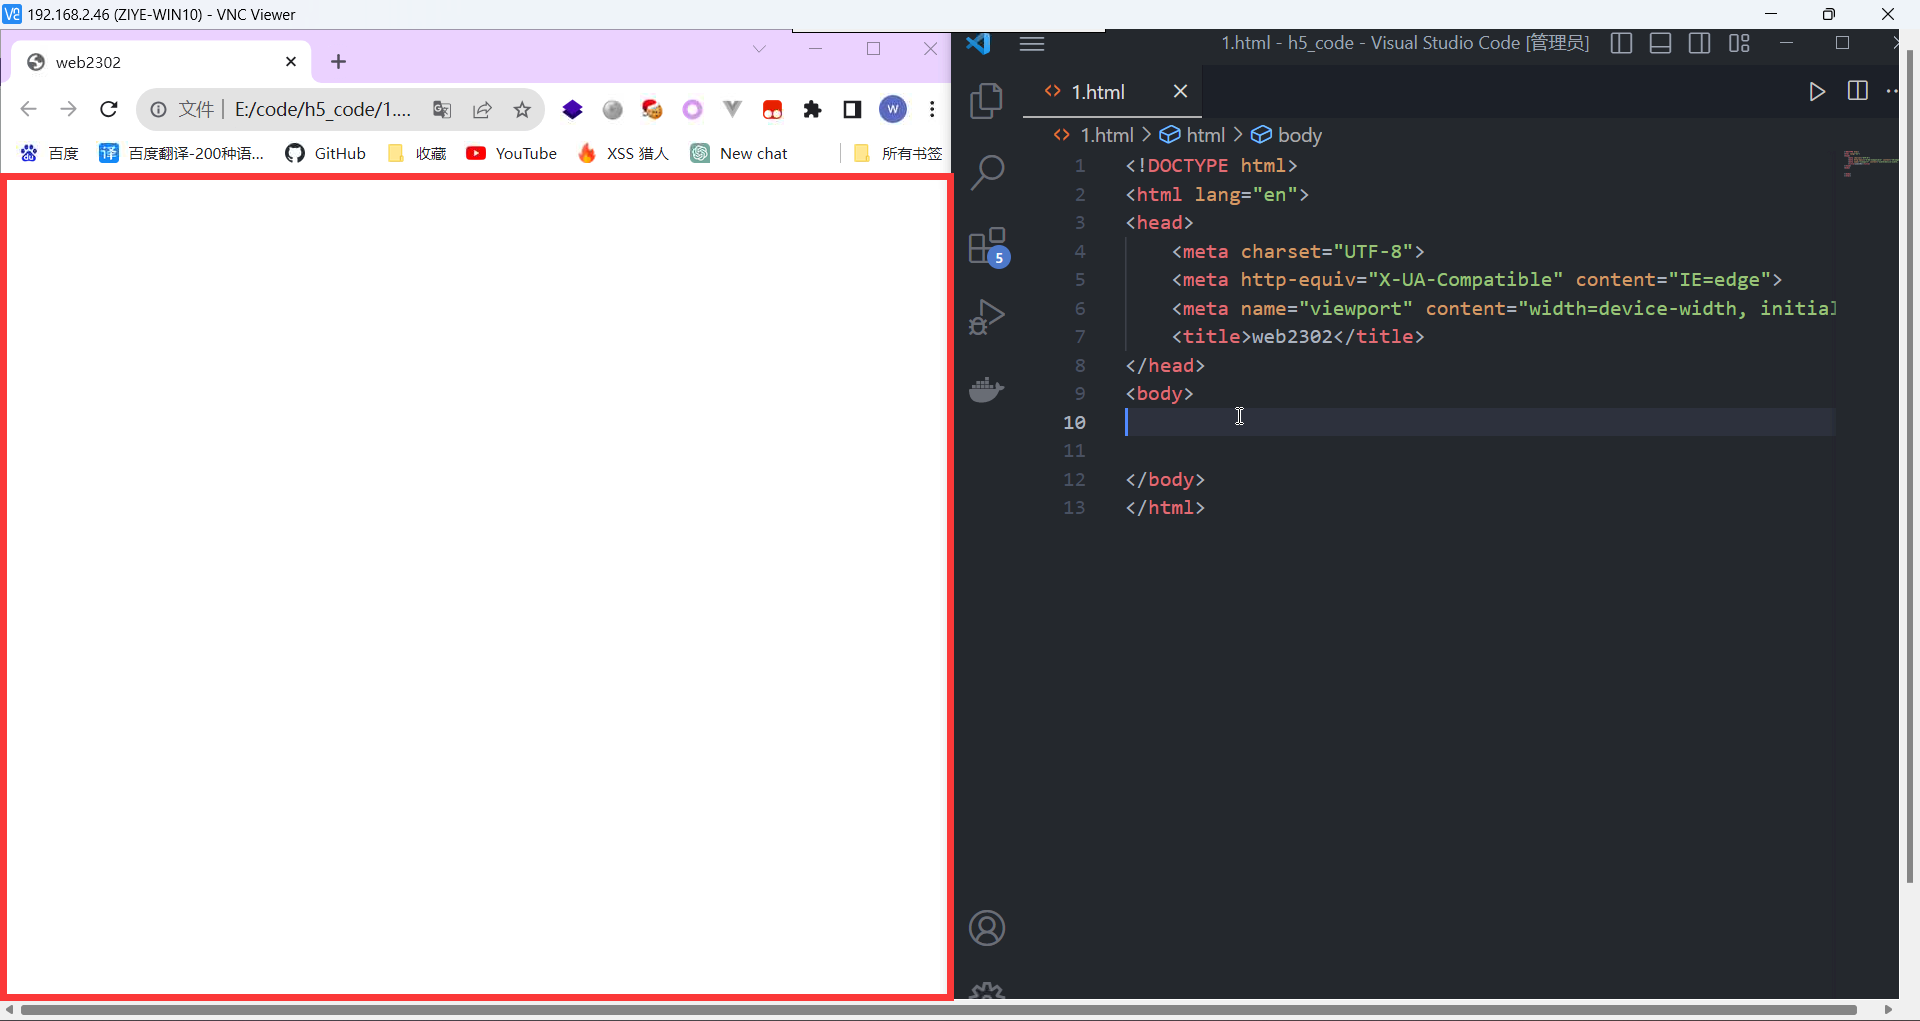 192.168.2.46 (ZIYE-WIN10) - VNC Viewer
web2302
文件 E:/code/h5_code/1....
W
百度 译 百度翻译-200种语... GitHub 收藏 YouTube XSS 猎人 New chat 所有书签
1.html - h5_code - Visual Studio Code [管理员]
<> 1.html
<> 1.html > html > body
1 <!DOCTYPE html>
2 <html lang="en">
3 <head>
4 <meta charset="UTF-8">
5 <meta http-equiv="X-UA-Compatible" content="IE=edge">
6 <meta name="viewport" content="width=device-width, initial
7 <title>web2302</title>
8 </head>
9 <body>
10
11
12 </body>
13 </html>
5